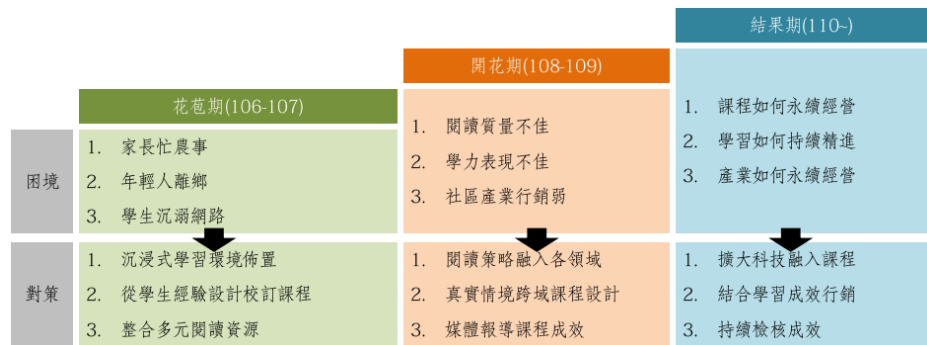 結果期(110~)
開花期(108-109)
花苞期(106-107)
困境
1. 家長忙農事
2. 年輕人離鄉
3. 學生沉溺網路
1. 閱讀質量不佳
2. 學力表現不佳
3. 社區產業行銷弱
1. 課程如何永續經營
2. 學習如何持續精進
3. 產業如何永續經營
對策
1. 沉浸式學習環境佈置
2. 從學生經驗設計校訂課程
3. 整合多元閱讀資源
1. 閱讀策略融入各領域
2. 真實情境跨域課程設計
3. 媒體報導課程成效
1. 擴大科技融入課程
2. 結合學習成效行銷
3. 持續檢核成效